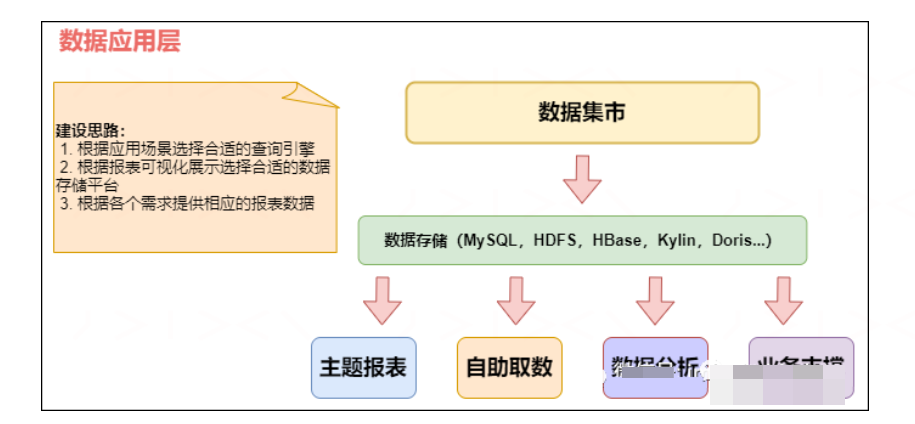 数据应用层
建设思路：
1. 根据应用场景选择合适的查询引擎
2. 根据报表可视化展示选择合适的数据
存储平台
3. 根据各个需求提供相应的报表数据
数据集市
数据存储（MySQL，HDFS，HBase，Kylin，Doris...）
主题报表
自助取数
数据分析
业务支撑